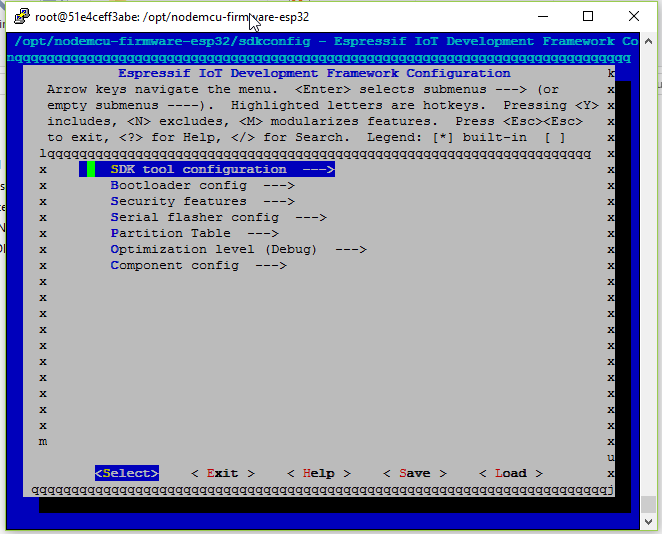 root@51e4ceff3abe: /opt/nodemcu-firmware-esp32
/opt/nodemcu-firmware-esp32/sdkconfig - Espressif IoT Development Framework Co
nqqqqqqqqqqqqqqqqqqqqqqqqqqqqqqqqqqqqqqqqqqqqqqqqqqqqqqqqqqqqqqqqqqqqqqqqqqqqq
Espressif IoT Development Framework Configuration k
Arrow keys navigate the menu. <Enter> selects submenus ---> (or x
empty submenus ----). Highlighted letters are hotkeys. Pressing <Y> x
includes, <N> excludes, <M> modularizes features. Press <Esc><Esc> x
to exit, <?> for Help, </> for Search. Legend: [*] built-in [ ] x
lqqqqqqqqqqqqqqqqqqqqqqqqqqqqqqqqqqqqqqqqqqqqqqqqqqqqqqqqqqqqqqqqqqqq x
x SDK tool configuration ---> x
x Bootloader config ---> x
x Security features ---> x
x Serial flasher config ---> x
x Partition Table ---> x
x Optimization level (Debug) ---> x
x Component config ---> x
x x
x x
x x
x x
x x
x x
x x
x x
x x
x x
m x
u
<Select> < Exit > < Help > < Save > < Load > x
qqqqqqqqqqqqqqqqqqqqqqqqqqqqqqqqqqqqqqqqqqqqqqqqqqqqqqqqqqqqqqqqqqqqqqqqj